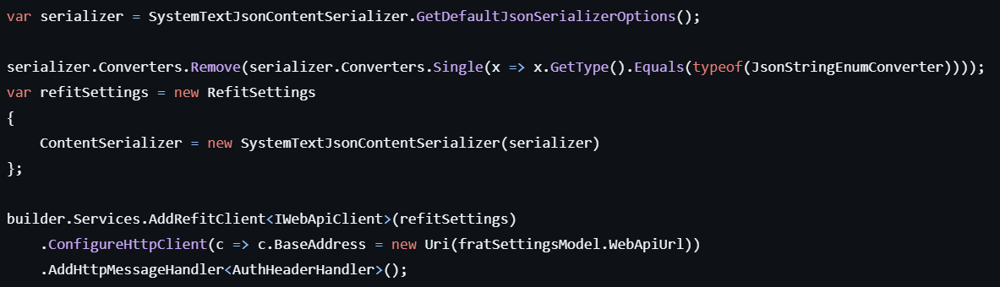 var serializer = SystemTextJsonContentSerializer.GetDefaultJsonSerializerOptions();
serializer.Converters.Remove(serializer.Converters.Single(x => x.GetType().Equals(typeof(JsonStringEnumConverter))));
var refitSettings = new RefitSettings
{
    ContentSerializer = new SystemTextJsonContentSerializer(serializer)
};
builder.Services.AddRefitClient<IWebApiClient>(refitSettings)
    .ConfigureHttpClient(c => c.BaseAddress = new Uri(fratSettingsModel.WebApiUrl))
    .AddHttpMessageHandler<AuthHeaderHandler>();